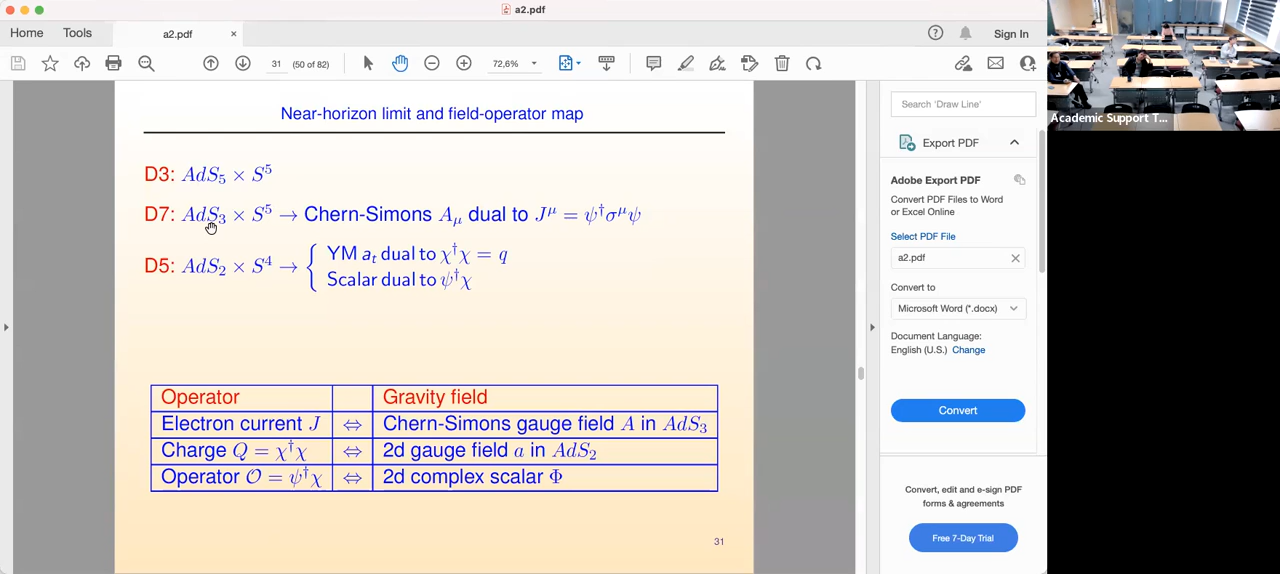 a2.pdf
Home Tools a2.pdf × Sign In
31 (50 of 82) 72,6%
Near-horizon limit and field-operator map
D3: AdS₅ × S⁵
D7: AdS₃ × S⁵ → Chern-Simons A_μ dual to J^μ = ψ†σ^μψ
D5: AdS₂ × S⁴ → {
YM a_t dual to χ†χ = q
Scalar dual to ψ†χ
Operator Gravity field
Electron current J ⇔ Chern-Simons gauge field A in AdS₃
Charge Q = χ†χ ⇔ 2d gauge field a in AdS₂
Operator 𝒪 = ψ†χ ⇔ 2d complex scalar Φ
31
Search 'Draw Line'
Export PDF
Adobe Export PDF
Convert PDF Files to Word
or Excel Online
Select PDF File
a2.pdf
Convert to
Microsoft Word (*.docx)
Document Language:
English (U.S.) Change
Convert
Convert, edit and e-sign PDF
forms & agreements
Free 7-Day Trial
Academic Support T...